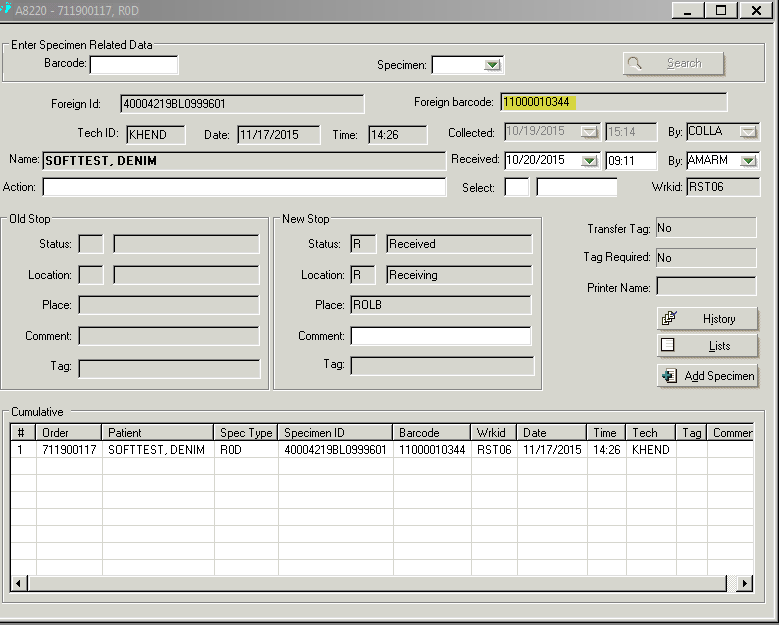 A8220 - 711900117, R0D
Enter Specimen Related Data
Barcode: Specimen: Search
Foreign Id: 40004219BL0999601 Foreign barcode: 11000010344
Tech ID: KHEND Date: 11/17/2015 Time: 14:26 Collected: 10/19/2015 15:14 By: COLLA
Name: SOFTTEST, DENIM Received: 10/20/2015 09:11 By: AMARM
Action: Select: Wrkid: RST06
Old Stop
Status:
Location:
Place:
Comment:
Tag:
New Stop
Status: R Received
Location: R Receiving
Place: ROLB
Comment:
Tag:
Transfer Tag: No
Tag Required: No
Printer Name:
History
Lists
Add Specimen
Cumulative
# Order Patient Spec Type Specimen ID Barcode Wrkid Date Time Tech Tag Commer
1 711900117 SOFTTEST, DENIM R0D 40004219BL0999601 11000010344 RST06 11/17/2015 14:26 KHEND